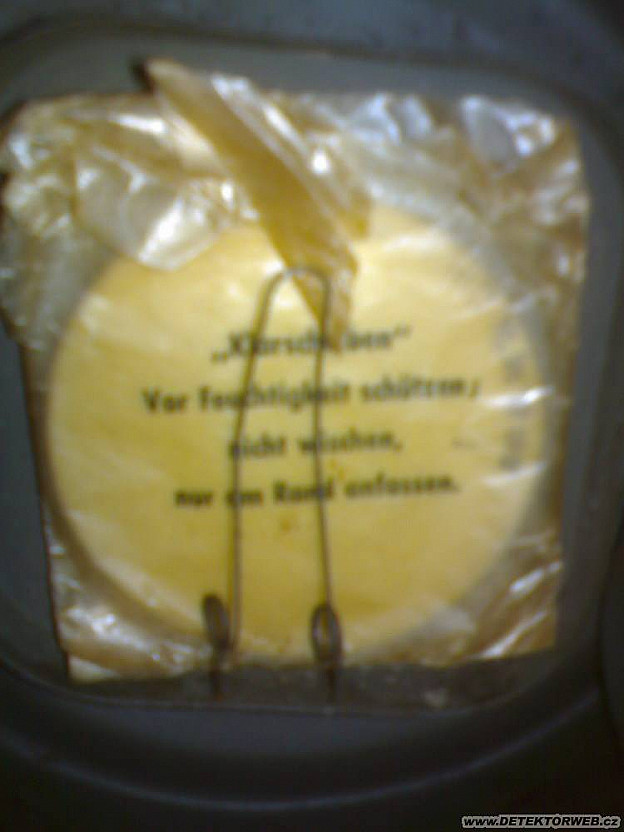 „Klarscheiben“
Vor Feuchtigkeit schützen,
nicht wischen,
nur am Rand anfassen.
www.DETEKTORWEB.cz